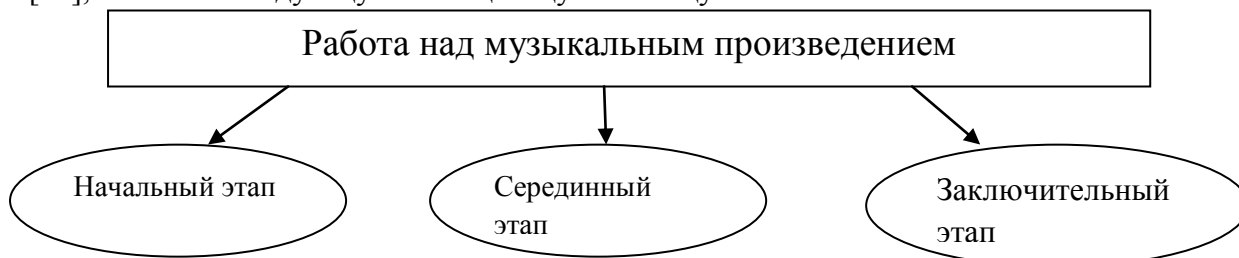 Работа над музыкальным произведением
Начальный этап
Серединный
этап
Заключительный
этап